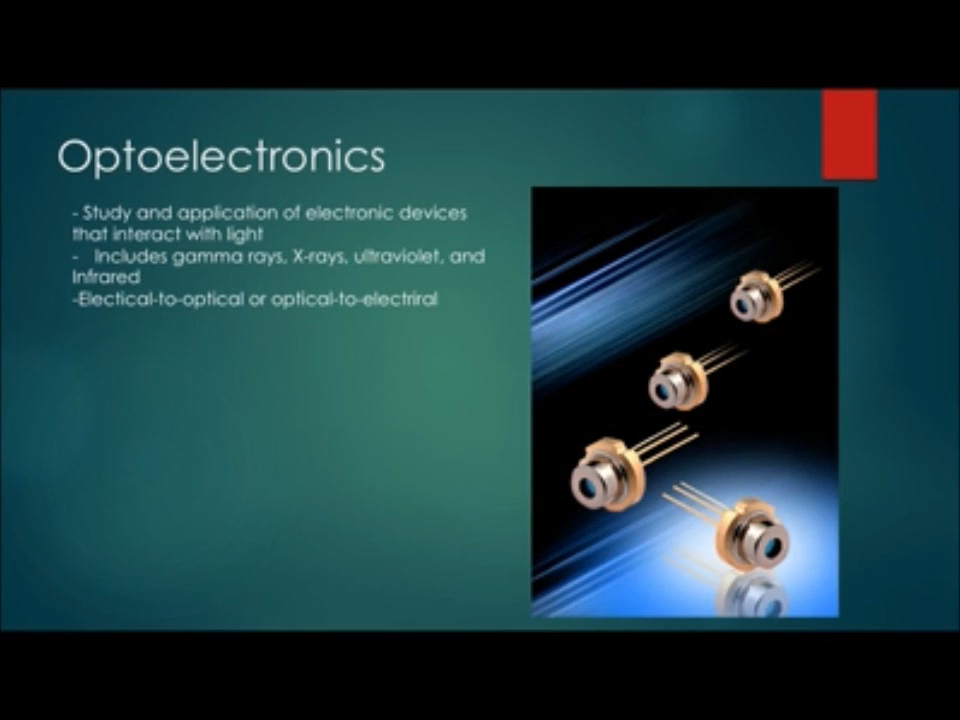 Optoelectronics
- Study and application of electronic devices
that interact with light
- Includes gamma rays, X-rays, ultraviolet, and
Infrared
-Electical-to-optical or optical-to-electriral